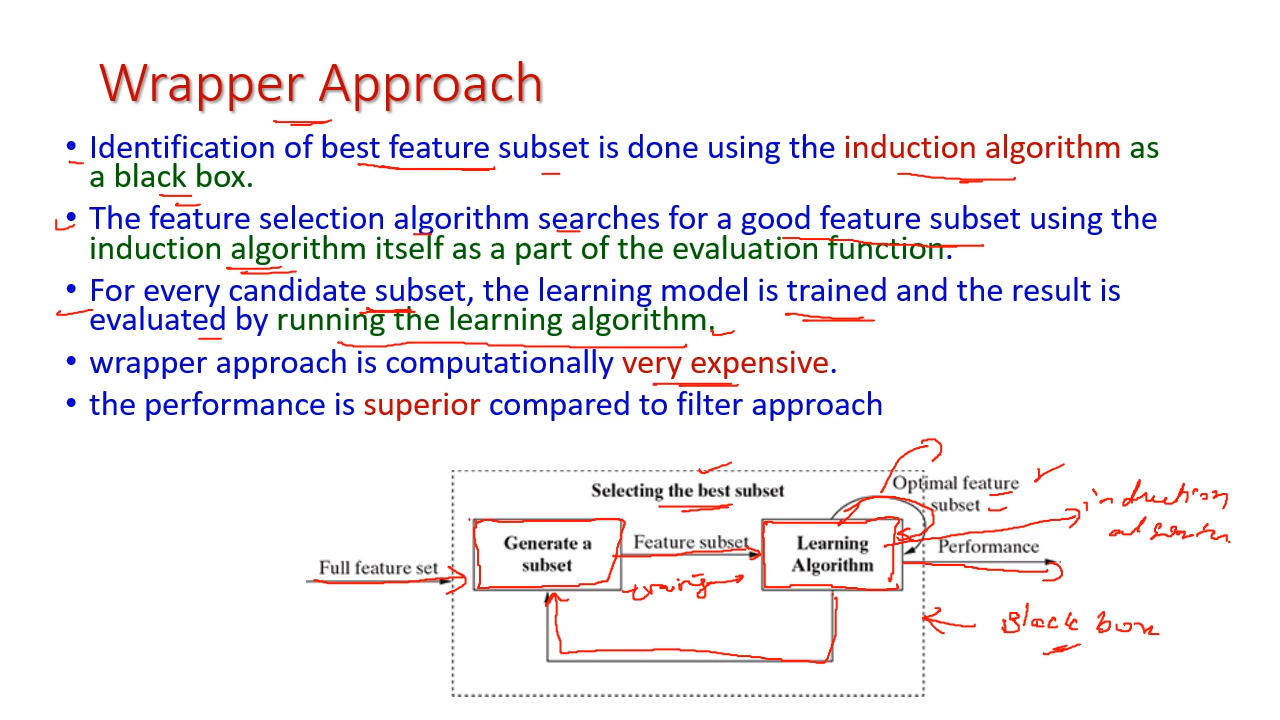 Wrapper Approach
• Identification of best feature subset is done using the induction algorithm as
a black box.
• The feature selection algorithm searches for a good feature subset using the
induction algorithm itself as a part of the evaluation function.
• For every candidate subset, the learning model is trained and the result is
evaluated by running the learning algorithm.
• wrapper approach is computationally very expensive.
• the performance is superior compared to filter approach
Selecting the best subset
Optimal feature
subset
induction
Generate a
subset
Feature subset
Learning
Algorithm
Performance
Full feature set
training
Black box